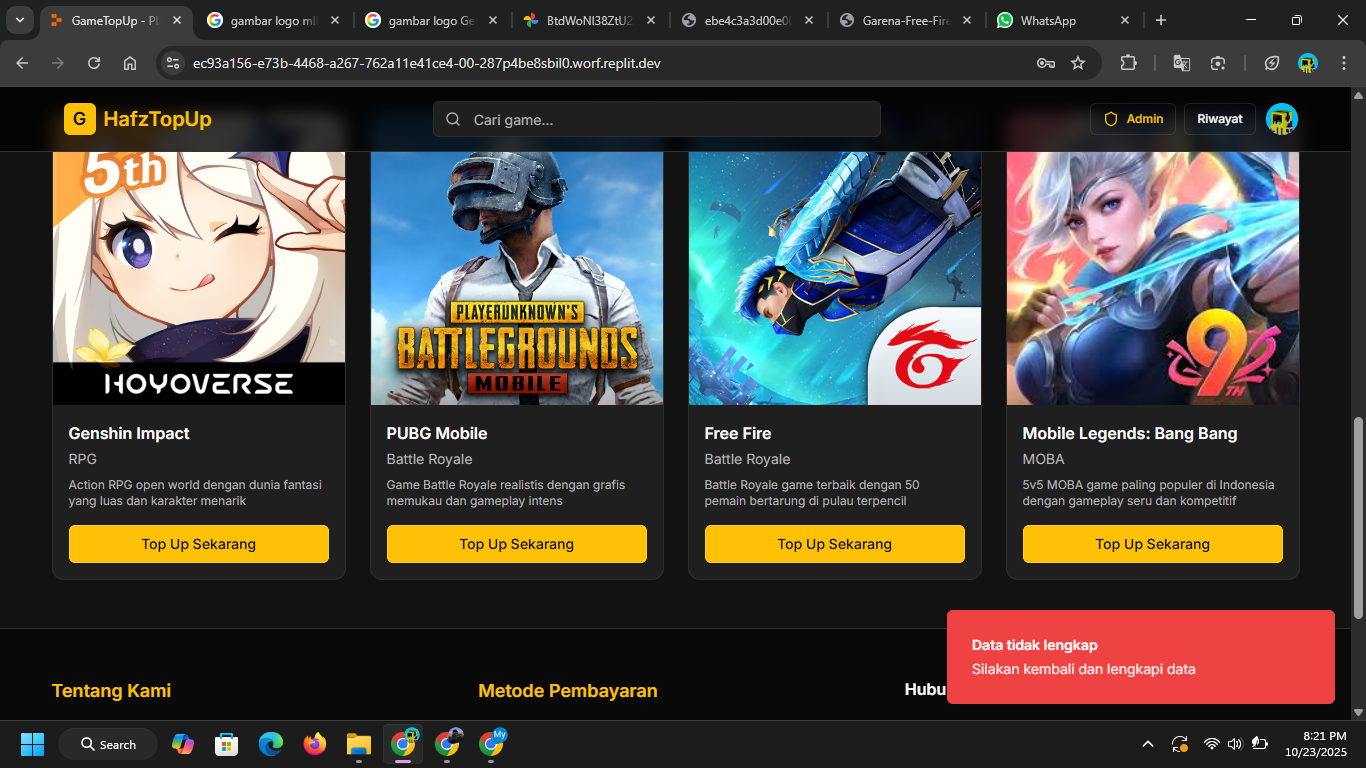 GameTopUp - Pl
gambar logo mll
gambar logo Ge
BtdWoNI38ZtU2
ebe4c3a3d00e00
Garena-Free-Fire
WhatsApp
ec93a156-e73b-4468-a267-762a11e41ce4-00-287p4be8sbil0.worf.replit.dev
G HafzTopUp
Cari game...
Admin
Riwayat
5th
HOYOVERSE
PLAYERUNKNOWN'S
BATTLEGROUNDS
MOBILE
9TH
Genshin Impact
RPG
Action RPG open world dengan dunia fantasi
yang luas dan karakter menarik
Top Up Sekarang
PUBG Mobile
Battle Royale
Game Battle Royale realistis dengan grafis
memukau dan gameplay intens
Top Up Sekarang
Free Fire
Battle Royale
Battle Royale game terbaik dengan 50
pemain bertarung di pulau terpencil
Top Up Sekarang
Mobile Legends: Bang Bang
MOBA
5v5 MOBA game paling populer di Indonesia
dengan gameplay seru dan kompetitif
Top Up Sekarang
Data tidak lengkap
Silakan kembali dan lengkapi data
Tentang Kami
Metode Pembayaran
Hubu
Search
My
8:21 PM
10/23/2025